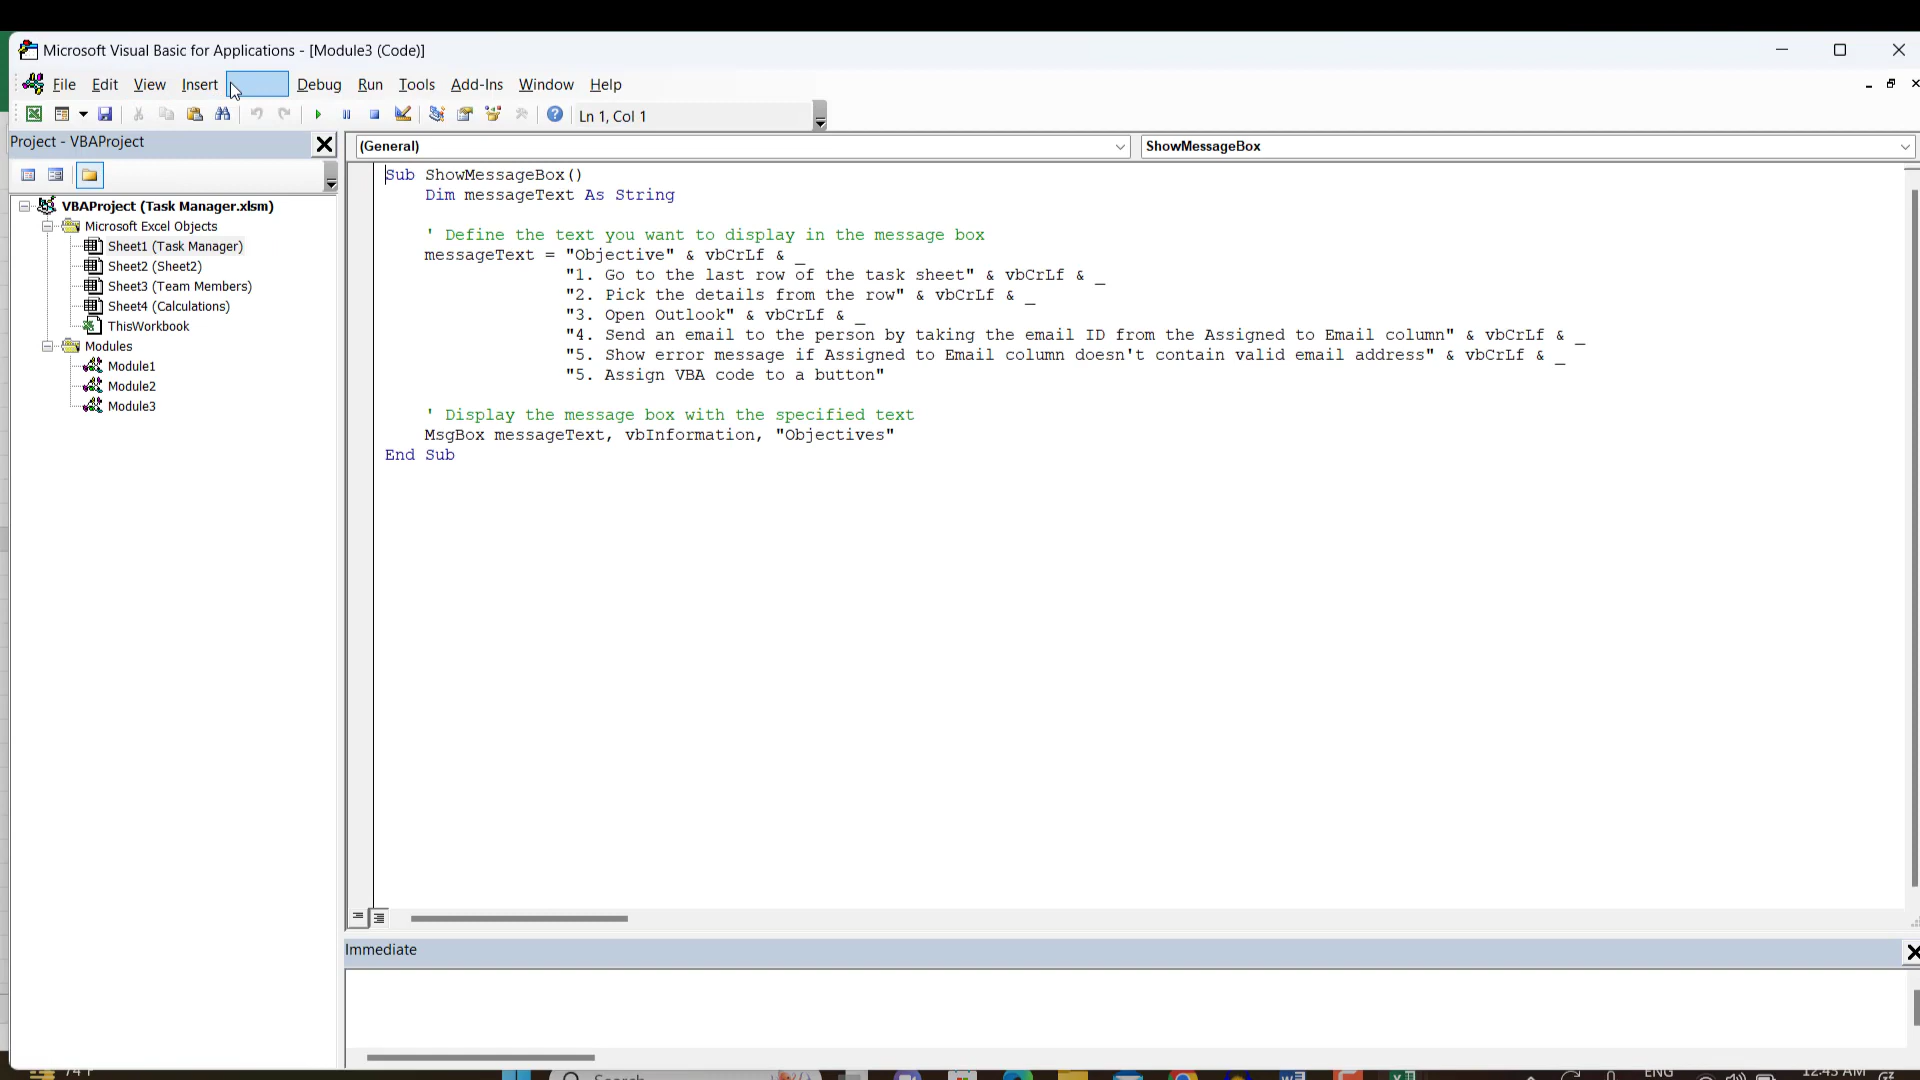 Microsoft Visual Basic for Applications - [Module3 (Code)]
File Edit View Insert Debug Run Tools Add-Ins Window Help
Ln 1, Col 1
Project - VBAProject
(General)
ShowMessageBox
VBAProject (Task Manager.xlsm)
Microsoft Excel Objects
Sheet1 (Task Manager)
Sheet2 (Sheet2)
Sheet3 (Team Members)
Sheet4 (Calculations)
ThisWorkbook
Modules
Module1
Module2
Module3
Sub ShowMessageBox()
Dim messageText As String
' Define the text you want to display in the message box
messageText = "Objective" & vbCrLf & _
"1. Go to the last row of the task sheet" & vbCrLf & _
"2. Pick the details from the row" & vbCrLf & _
"3. Open Outlook" & vbCrLf & _
"4. Send an email to the person by taking the email ID from the Assigned to Email column" & vbCrLf & _
"5. Show error message if Assigned to Email column doesn't contain valid email address" & vbCrLf & _
"5. Assign VBA code to a button"
' Display the message box with the specified text
MsgBox messageText, vbInformation, "Objectives"
End Sub
Immediate
74°F
Search
ENG
12:43 AM